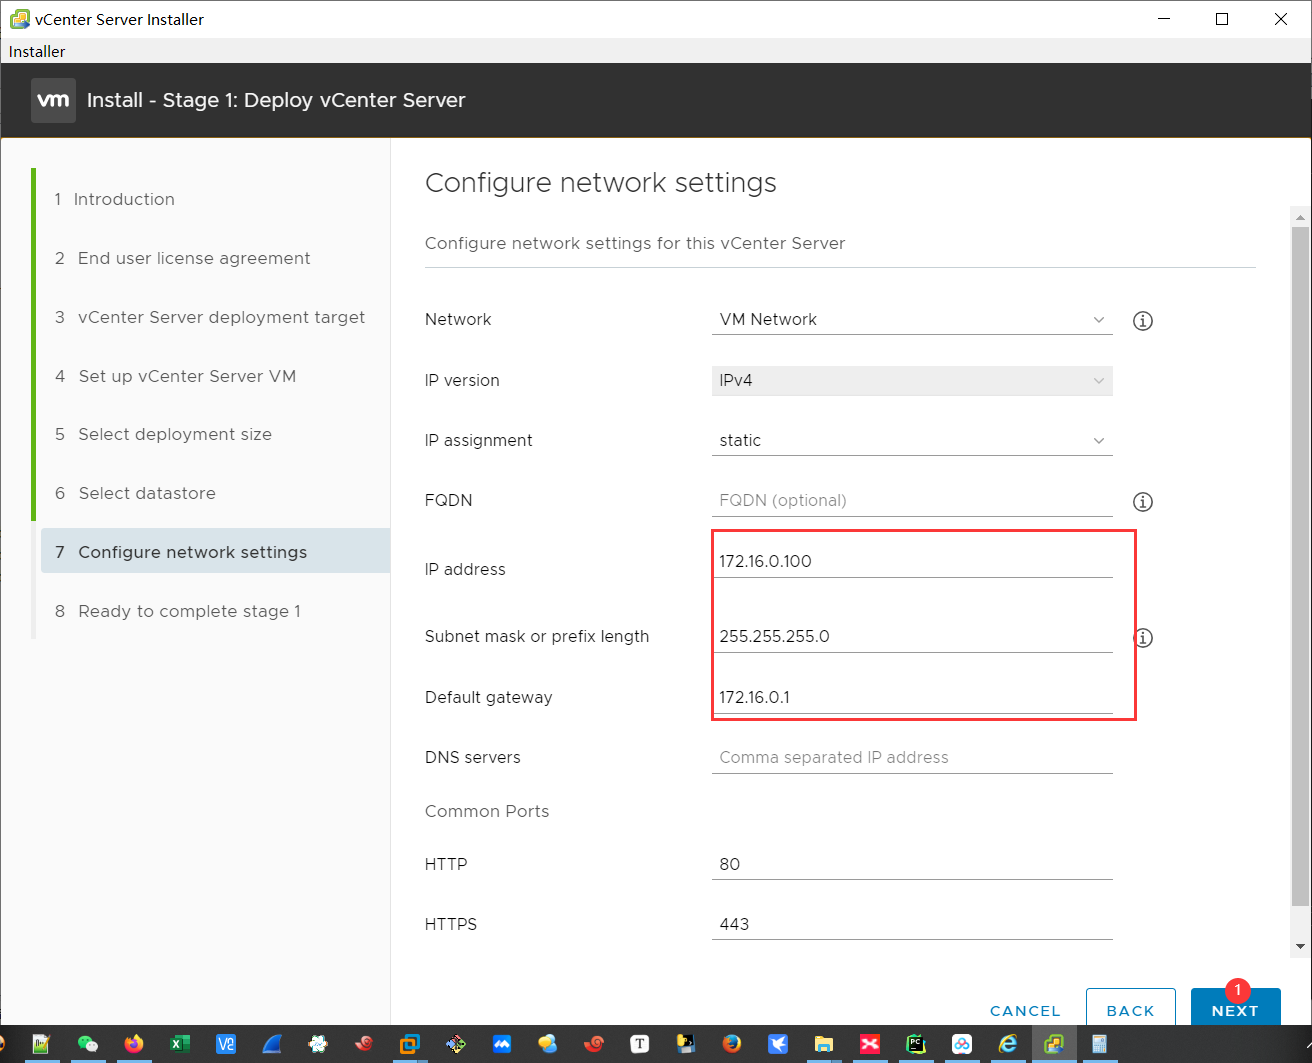 vCenter Server Installer
Installer
vm Install - Stage 1: Deploy vCenter Server
1 Introduction
2 End user license agreement
3 vCenter Server deployment target
4 Set up vCenter Server VM
5 Select deployment size
6 Select datastore
7 Configure network settings
8 Ready to complete stage 1
Configure network settings
Configure network settings for this vCenter Server
Network VM Network
IP version IPv4
IP assignment static
FQDN FQDN (optional)
IP address 172.16.0.100
Subnet mask or prefix length 255.255.255.0
Default gateway 172.16.0.1
DNS servers Comma separated IP address
Common Ports
HTTP 80
HTTPS 443
1
CANCEL BACK NEXT